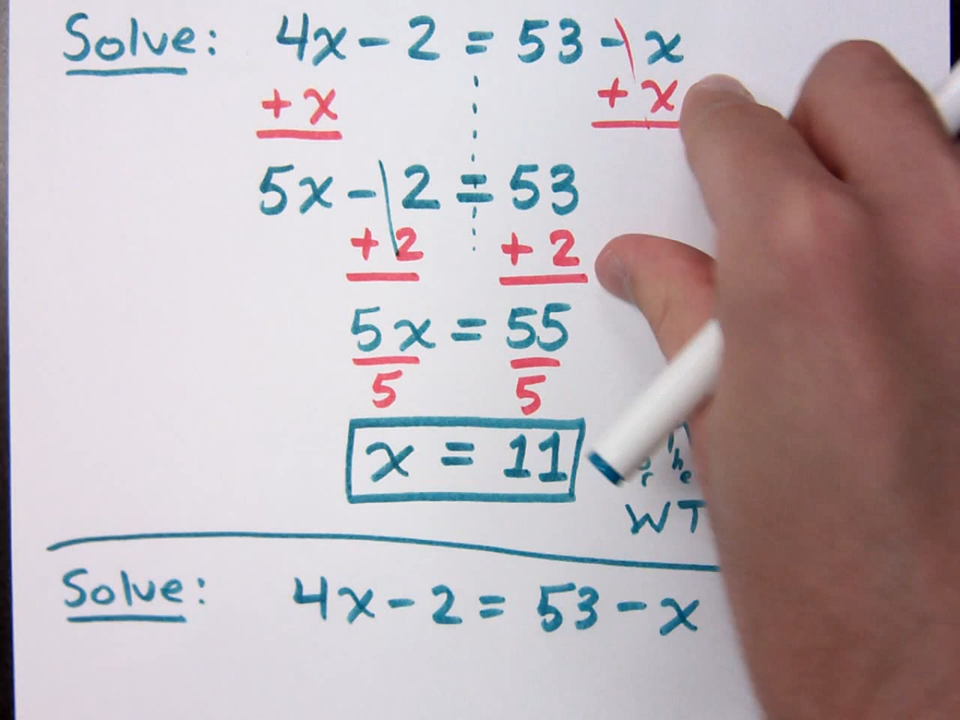 Solve: 4x - 2 = 53 - x
+ x + x
5x - 2 = 53
+ 2 + 2
5x = 55
5 5
x = 11
WT
Solve: 4x - 2 = 53 - x